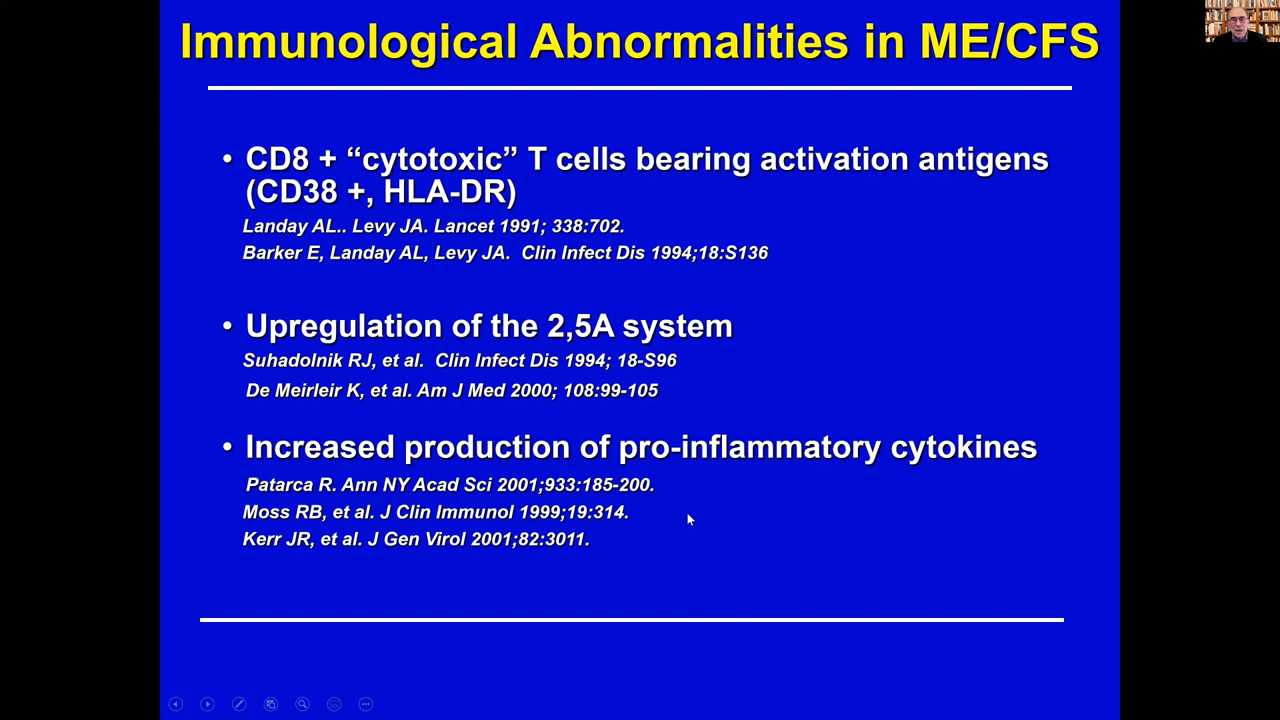 Immunological Abnormalities in ME/CFS
• CD8 + “cytotoxic” T cells bearing activation antigens
(CD38 +, HLA-DR)
Landay AL.. Levy JA. Lancet 1991; 338:702.
Barker E, Landay AL, Levy JA. Clin Infect Dis 1994;18:S136
• Upregulation of the 2,5A system
Suhadolnik RJ, et al. Clin Infect Dis 1994; 18-S96
De Meirleir K, et al. Am J Med 2000; 108:99-105
• Increased production of pro-inflammatory cytokines
Patarca R. Ann NY Acad Sci 2001;933:185-200.
Moss RB, et al. J Clin Immunol 1999;19:314.
Kerr JR, et al. J Gen Virol 2001;82:3011.